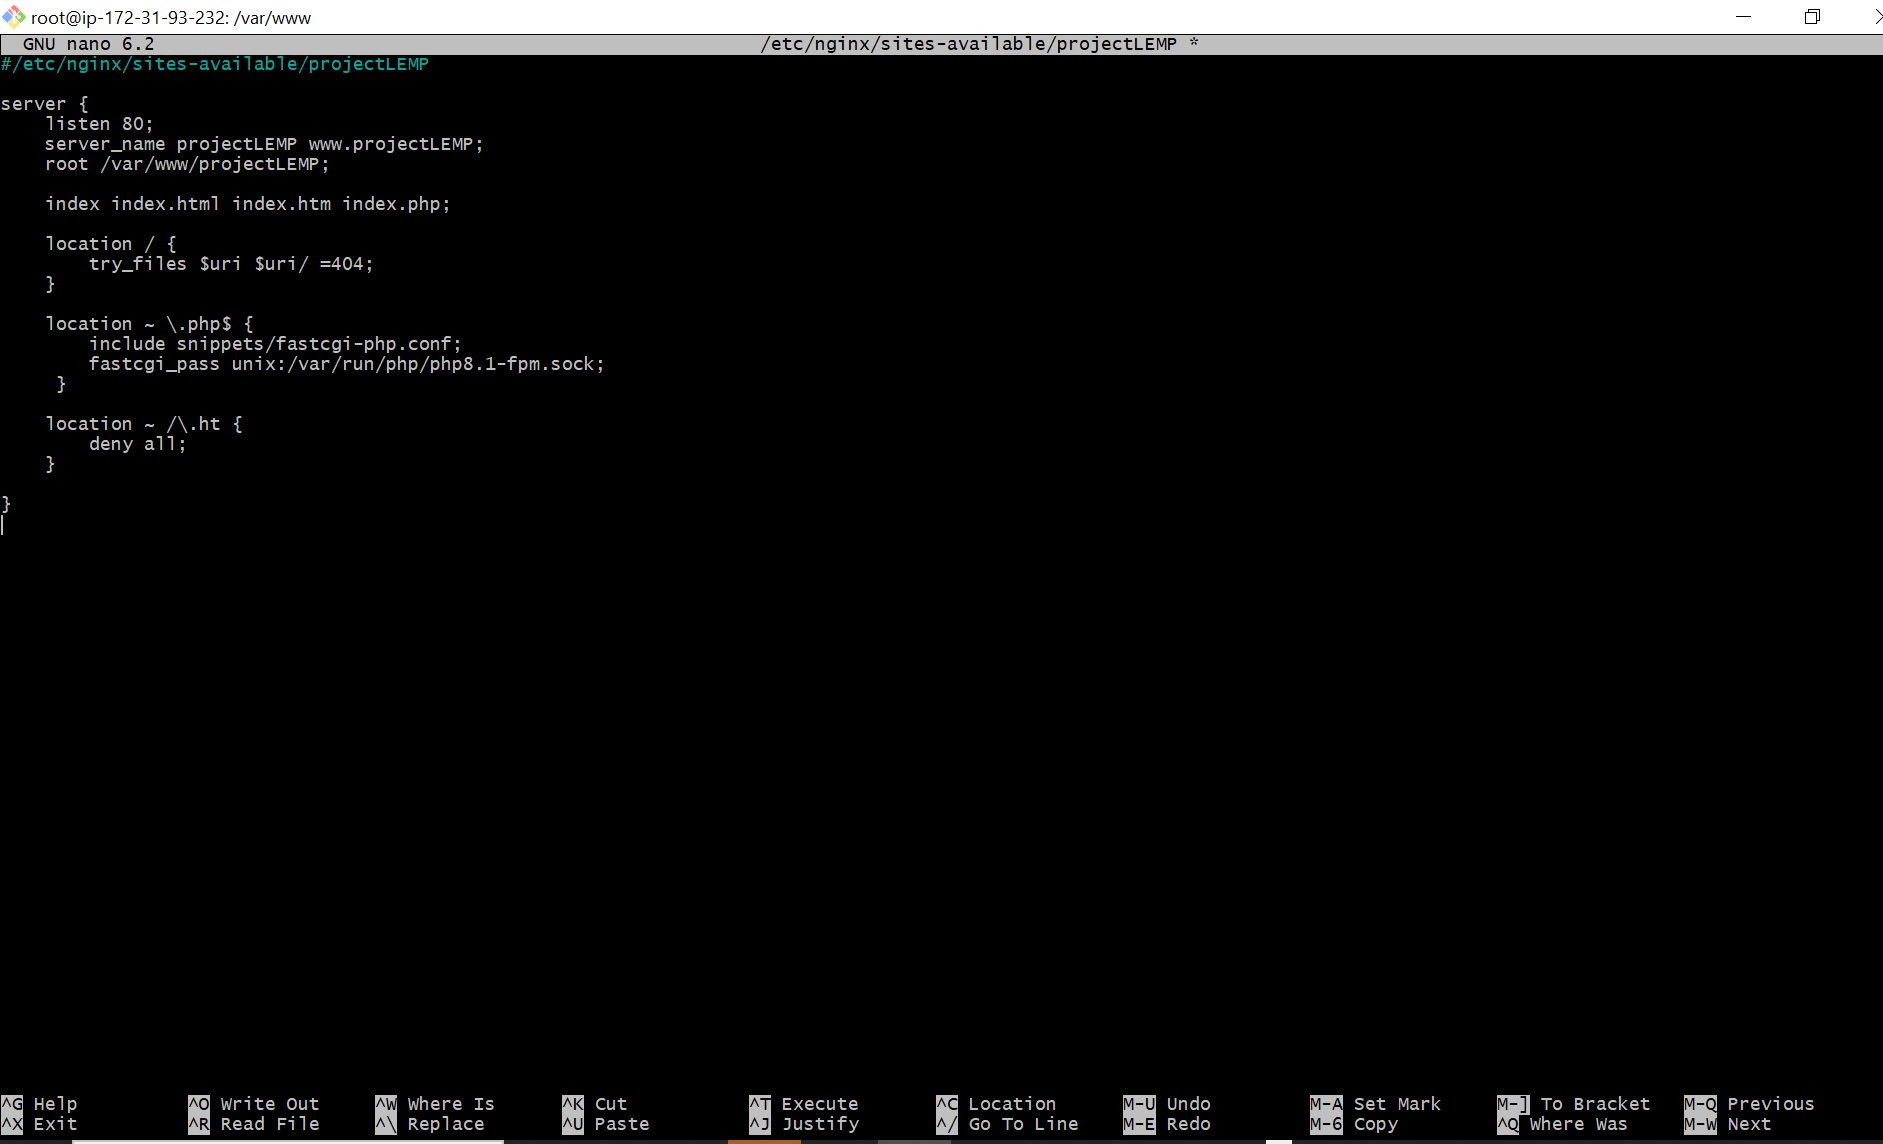 root@ip-172-31-93-232: /var/www
GNU nano 6.2 /etc/nginx/sites-available/projectLEMP *
#/etc/nginx/sites-available/projectLEMP
server {
listen 80;
server_name projectLEMP www.projectLEMP;
root /var/www/projectLEMP;
index index.html index.htm index.php;
location / {
try_files $uri $uri/ =404;
}
location ~ \.php$ {
include snippets/fastcgi-php.conf;
fastcgi_pass unix:/var/run/php/php8.1-fpm.sock;
}
location ~ /\.ht {
deny all;
}
}
^G Help ^O Write Out ^W Where Is ^K Cut ^T Execute ^C Location M-U Undo M-A Set Mark M-] To Bracket M-Q Previous
^X Exit ^R Read File ^\ Replace ^U Paste ^J Justify ^/ Go To Line M-E Redo M-6 Copy ^Q Where Was M-W Next